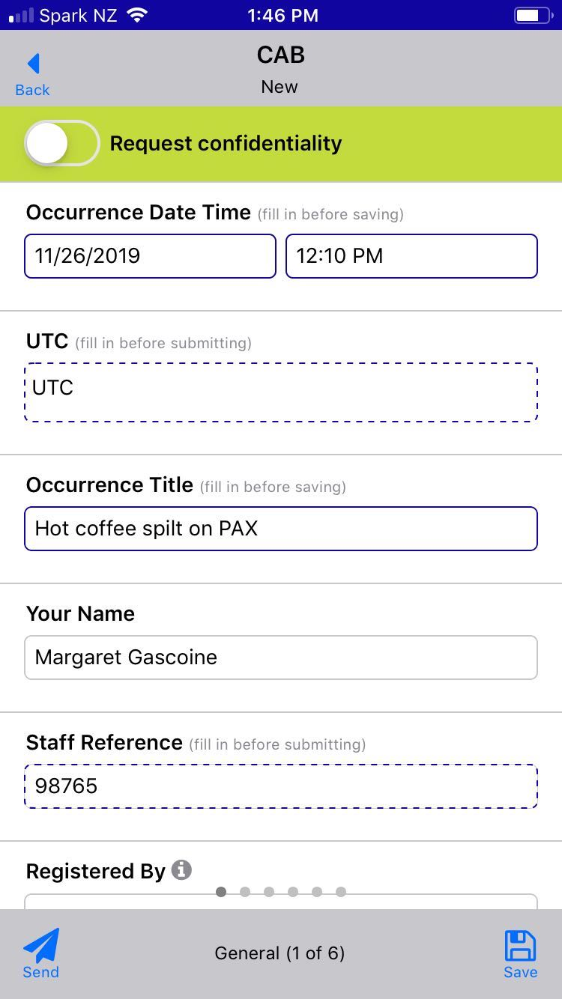 Spark NZ 1:46 PM
CAB
Back New
Request confidentiality
Occurrence Date Time (fill in before saving)
11/26/2019 12:10 PM
UTC (fill in before submitting)
UTC
Occurrence Title (fill in before saving)
Hot coffee spilt on PAX
Your Name
Margaret Gascoine
Staff Reference (fill in before submitting)
98765
Registered By
General (1 of 6)
Send Save